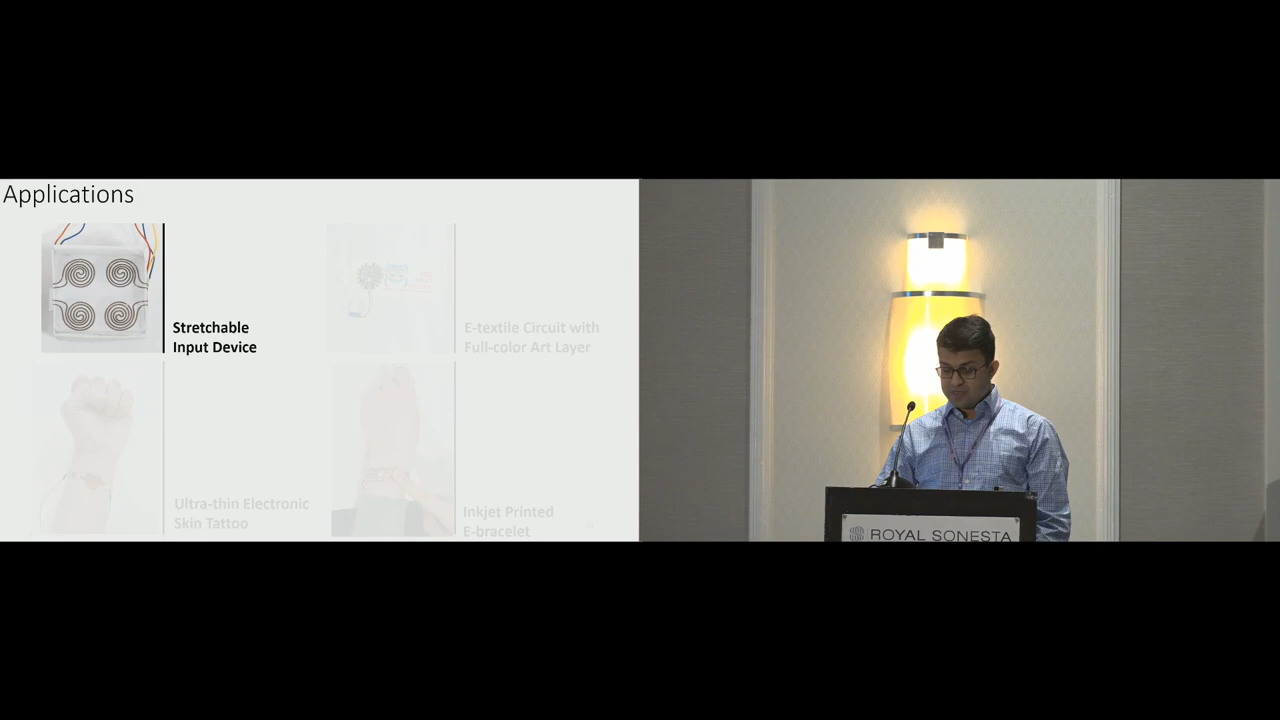 Applications
Stretchable
Input Device
E-textile Circuit with
Full-color Art Layer
Ultra-thin Electronic
Skin Tattoo
Inkjet Printed
E-bracelet
ROYAL SONESTA